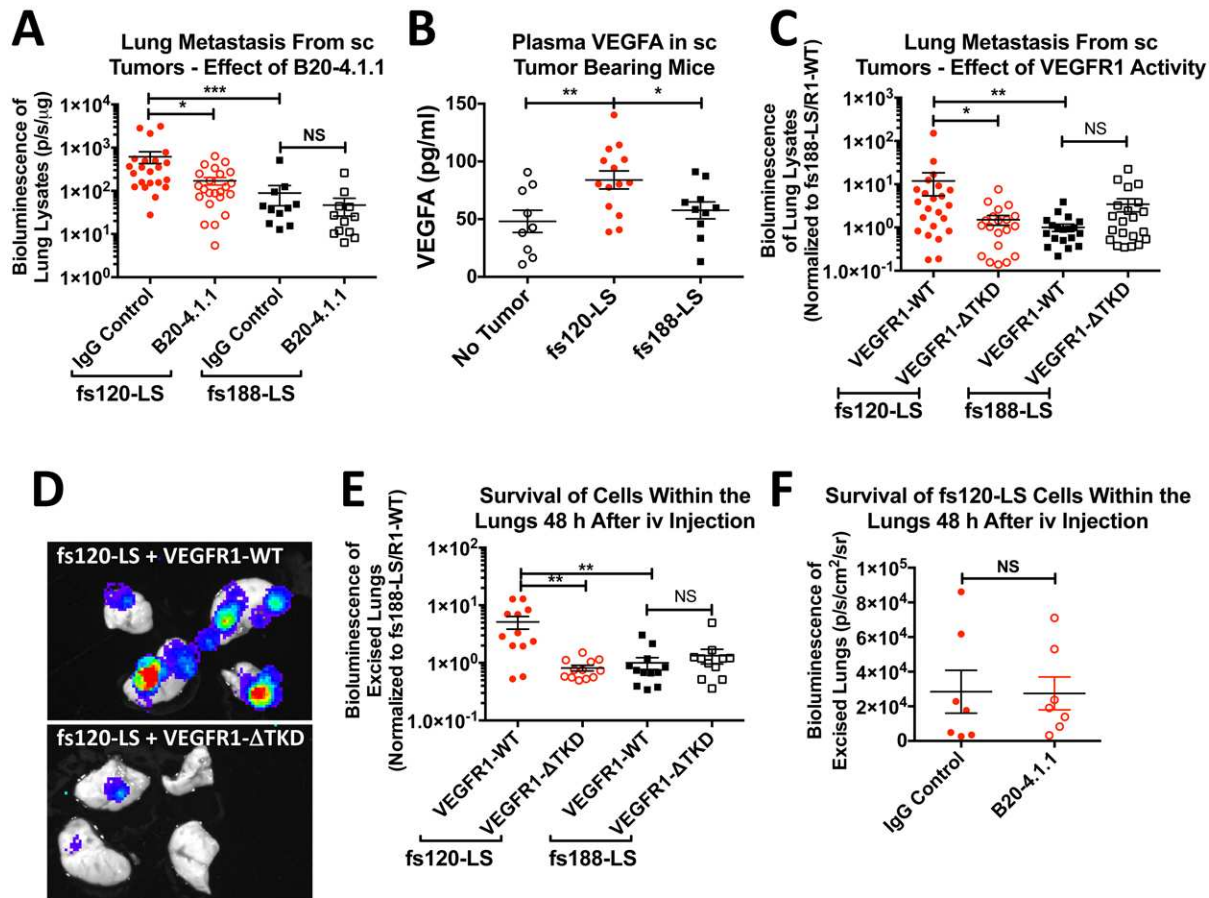 A
Lung Metastasis From sc
Tumors - Effect of B20-4.1.1
Bioluminescence of
Lung Lysates (p/s/μg)
1×10⁴
1×10³
1×10²
1×10¹
1×10⁰
***
*
NS
IgG Control
B20-4.1.1
IgG Control
B20-4.1.1
fs120-LS
fs188-LS
B
Plasma VEGFA in sc
Tumor Bearing Mice
VEGFA (pg/ml)
150
100
50
0
**
*
No Tumor
fs120-LS
fs188-LS
C
Lung Metastasis From sc
Tumors - Effect of VEGFR1 Activity
Bioluminescence
of Lung Lysates
(Normalized to fs188-LS/R1-WT)
1×10³
1×10²
1×10¹
1×10⁰
1.0×10⁻¹
**
*
NS
VEGFR1-WT
VEGFR1-ΔTKD
VEGFR1-WT
VEGFR1-ΔTKD
fs120-LS
fs188-LS
D
fs120-LS + VEGFR1-WT
fs120-LS + VEGFR1-ΔTKD
E
Survival of Cells Within the
Lungs 48 h After iv Injection
Bioluminescence of
Excised Lungs
(Normalized to fs188-LS/R1-WT)
1×10²
1×10¹
1×10⁰
1.0×10⁻¹
**
**
NS
VEGFR1-WT
VEGFR1-ΔTKD
VEGFR1-WT
VEGFR1-ΔTKD
fs120-LS
fs188-LS
F
Survival of fs120-LS Cells Within the
Lungs 48 h After iv Injection
Bioluminescence of
Excised Lungs (p/s/cm²/sr)
1×10⁵
8×10⁴
6×10⁴
4×10⁴
2×10⁴
0
NS
IgG Control
B20-4.1.1